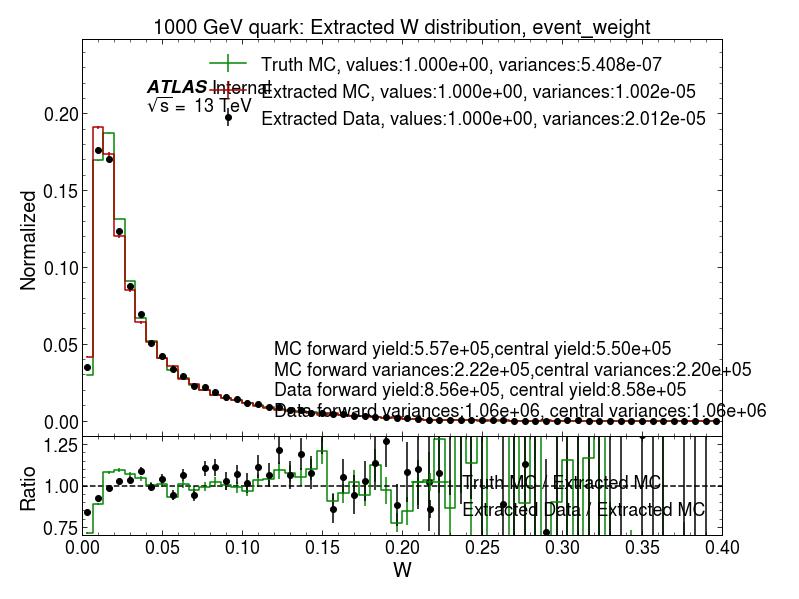 1000 GeV quark: Extracted W distribution, event_weight
Truth MC, values:1.000e+00, variances:5.408e-07
ATLAS Internal
Extracted MC, values:1.000e+00, variances:1.002e-05
√s = 13 TeV
Extracted Data, values:1.000e+00, variances:2.012e-05
Normalized
0.20
0.15
0.10
0.05
0.00
MC forward yield:5.57e+05,central yield:5.50e+05
MC forward variances:2.22e+05,central variances:2.20e+05
Data forward yield:8.56e+05, central yield:8.58e+05
Data forward variances:1.06e+06, central variances:1.06e+06
Ratio
1.25
1.00
0.75
Truth MC / Extracted MC
Extracted Data / Extracted MC
0.00 0.05 0.10 0.15 0.20 0.25 0.30 0.35 0.40
W